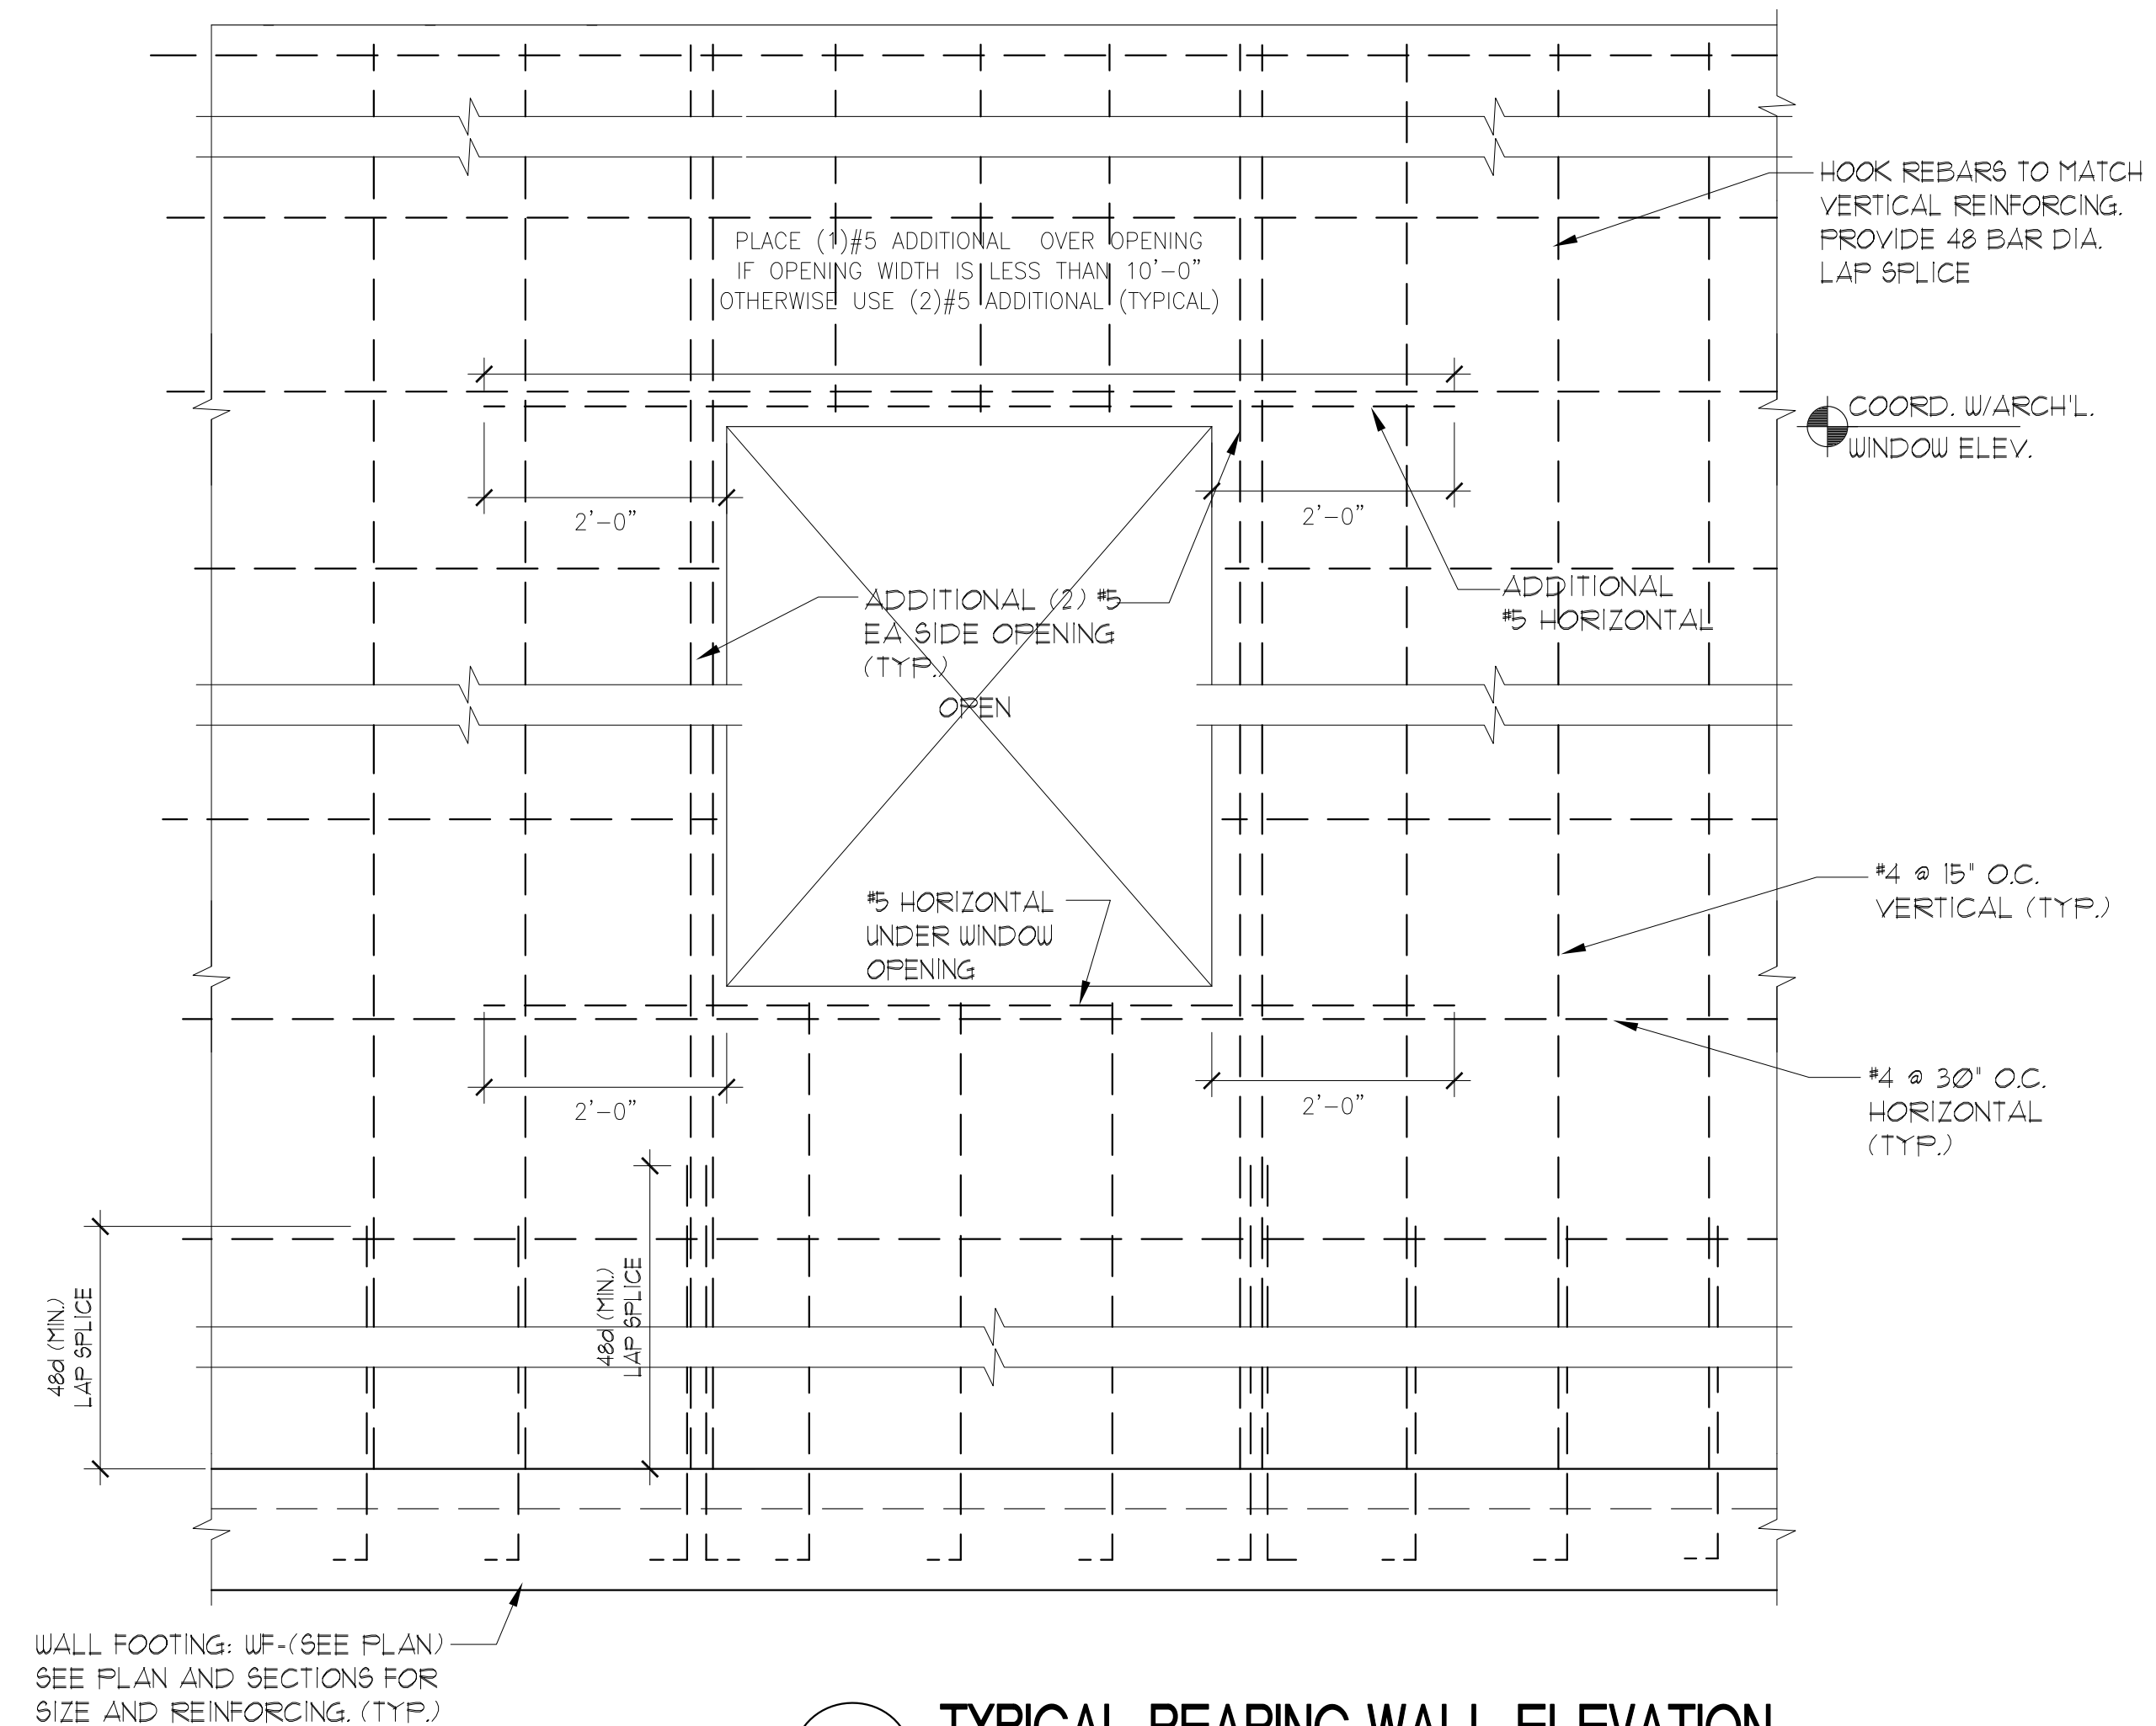 HOOK REBARS TO MATCH
VERTICAL REINFORCING.
PROVIDE 48 BAR DIA.
LAP SPLICE
PLACE (1)#5 ADDITIONAL OVER OPENING
IF OPENING WIDTH IS LESS THAN 10'-0"
OTHERWISE USE (2)#5 ADDITIONAL (TYPICAL)
COORD. W/ARCH'L.
WINDOW ELEV.
2'-0"
2'-0"
ADDITIONAL (2) #5
EA SIDE OPENING
(TYP.)
ADDITIONAL
#5 HORIZONTAL
OPEN
#5 HORIZONTAL
UNDER WINDOW
OPENING
#4 @ 15" O.C.
VERTICAL (TYP.)
#4 @ 30" O.C.
HORIZONTAL
(TYP.)
2'-0"
2'-0"
48d (MIN.)
LAP SPLICE
48d (MIN.)
LAP SPLICE
WALL FOOTING: WF-(SEE PLAN)
SEE PLAN AND SECTIONS FOR
SIZE AND REINFORCING. (TYP.)
TYPICAL BEARING WALL ELEVATION